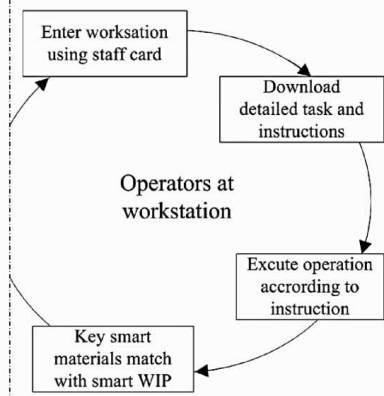 Enter worksation
using staff card
Download
detailed task and
instructions
Operators at
workstation
Excute operation
accroding to
instruction
Key smart
materials match
with smart WIP